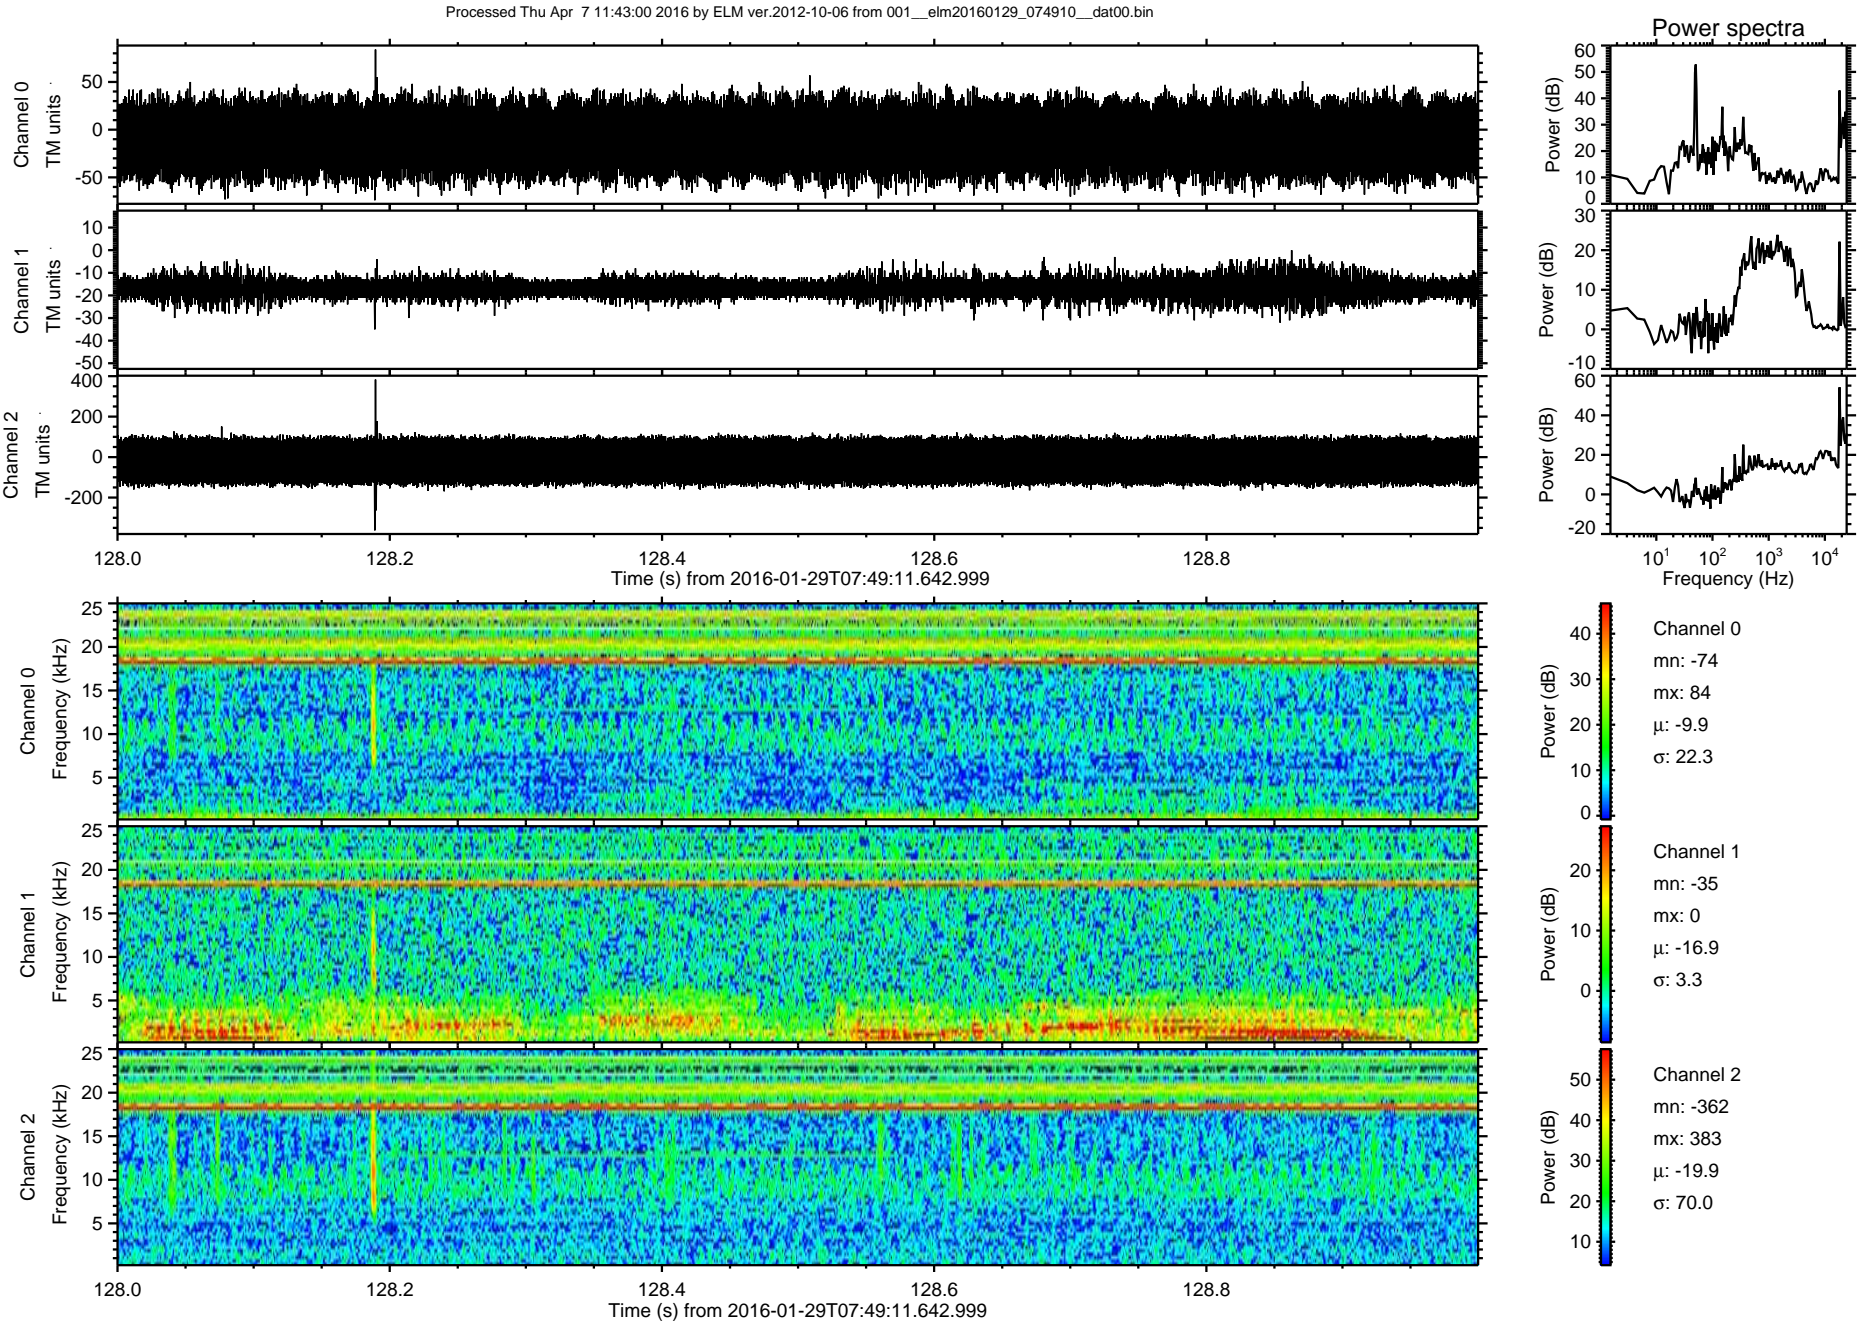 Processed Thu Apr 7 11:43:00 2016 by ELM ver.2012-10-06 from 001__elm20160129_074910__dat00.bin
Power spectra
Channel 0
TM units
50
0
-50
Power (dB)
60
50
40
30
20
10
0
Channel 1
TM units
10
0
-10
-20
-30
-40
-50
Power (dB)
30
20
10
0
-10
Channel 2
TM units
400
200
0
-200
Power (dB)
60
40
20
0
-20
128.0 128.2 128.4 128.6 128.8
Time (s) from 2016-01-29T07:49:11.642.999
10^1 10^2 10^3 10^4
Frequency (Hz)
Channel 0
Frequency (kHz)
25
20
15
10
5
Power (dB)
40
30
20
10
0
Channel 0
mn: -74
mx: 84
μ: -9.9
σ: 22.3
Channel 1
Frequency (kHz)
25
20
15
10
5
Power (dB)
20
10
0
Channel 1
mn: -35
mx: 0
μ: -16.9
σ: 3.3
Channel 2
Frequency (kHz)
25
20
15
10
5
Power (dB)
50
40
30
20
10
Channel 2
mn: -362
mx: 383
μ: -19.9
σ: 70.0
128.0 128.2 128.4 128.6 128.8
Time (s) from 2016-01-29T07:49:11.642.999